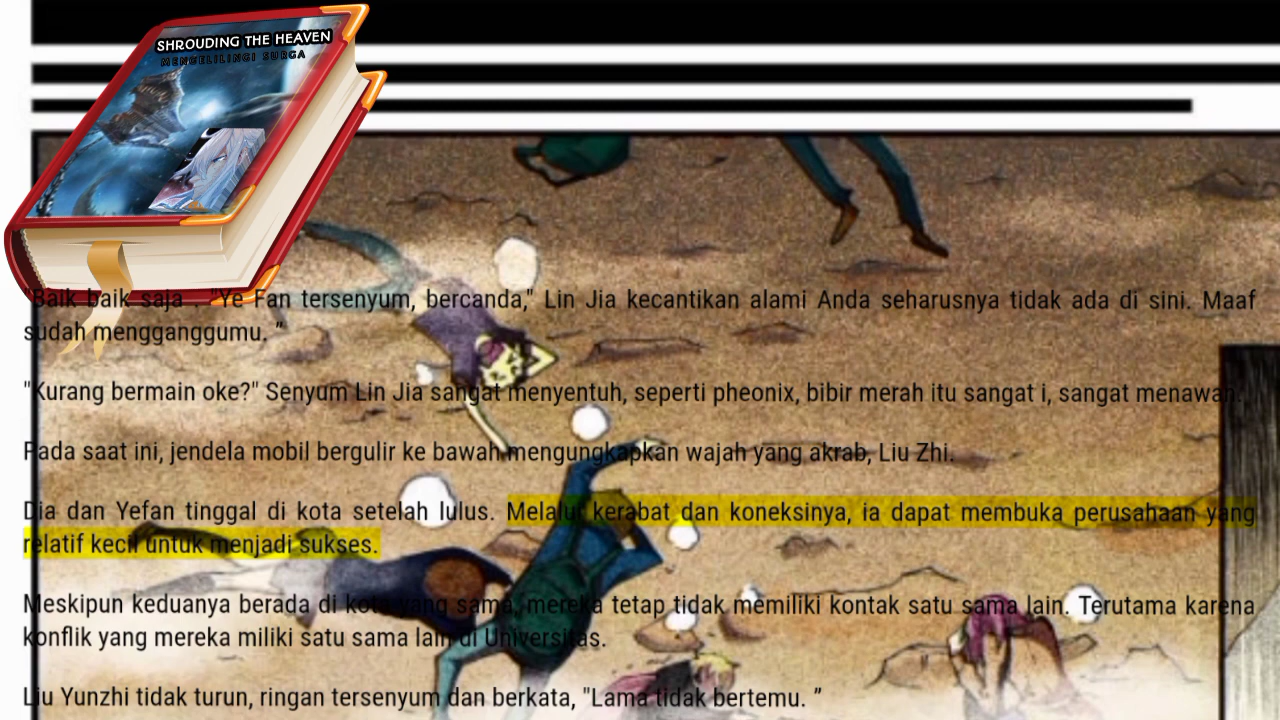 SHROUDING THE HEAVEN
MENGELILINGI SURGA
"Baik baik saja . "Ye Fan tersenyum, bercanda," Lin Jia kecantikan alami Anda seharusnya tidak ada di sini. Maaf
sudah mengganggumu. ”
"Kurang bermain oke?" Senyum Lin Jia sangat menyentuh, seperti pheonix, bibir merah itu sangat i, sangat menawan.
Pada saat ini, jendela mobil bergulir ke bawah mengungkapkan wajah yang akrab, Liu Zhi.
Dia dan Yefan tinggal di kota setelah lulus. Melalui kerabat dan koneksinya, ia dapat membuka perusahaan yang
relatif kecil untuk menjadi sukses.
Meskipun keduanya berada di kota yang sama, mereka tetap tidak memiliki kontak satu sama lain. Terutama karena
konflik yang mereka miliki satu sama lain di Universitas.
Liu Yunzhi tidak turun, ringan tersenyum dan berkata, "Lama tidak bertemu. ”